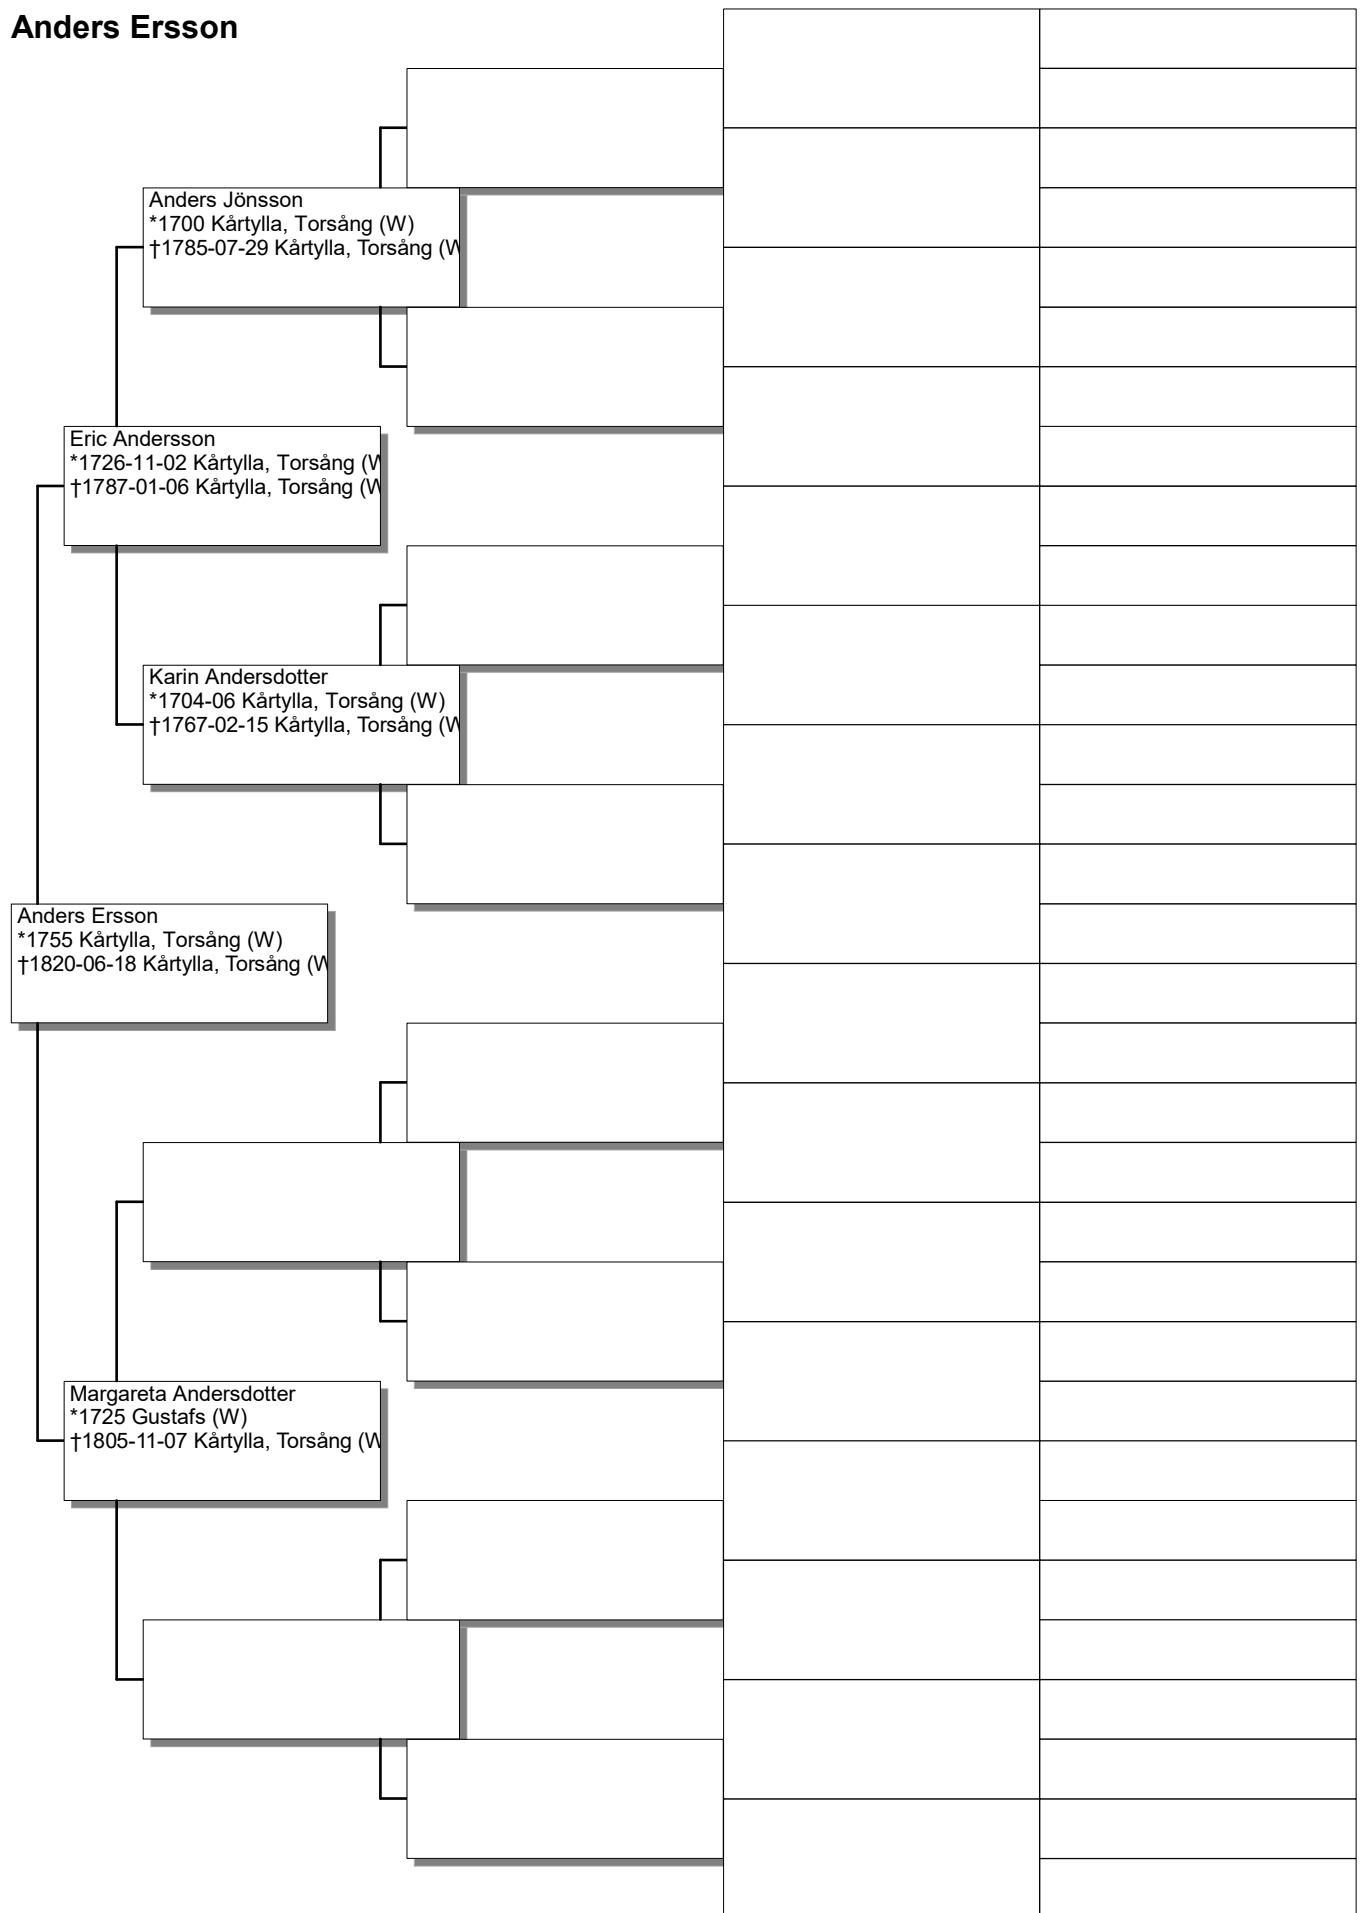 Anders Ersson
Anders Jönsson
*1700 Kårtylla, Torsång (W)
†1785-07-29 Kårtylla, Torsång (W
Eric Andersson
*1726-11-02 Kårtylla, Torsång (W
†1787-01-06 Kårtylla, Torsång (W
Karin Andersdotter
*1704-06 Kårtylla, Torsång (W)
†1767-02-15 Kårtylla, Torsång (W
Anders Ersson
*1755 Kårtylla, Torsång (W)
†1820-06-18 Kårtylla, Torsång (W
Margareta Andersdotter
*1725 Gustafs (W)
†1805-11-07 Kårtylla, Torsång (W